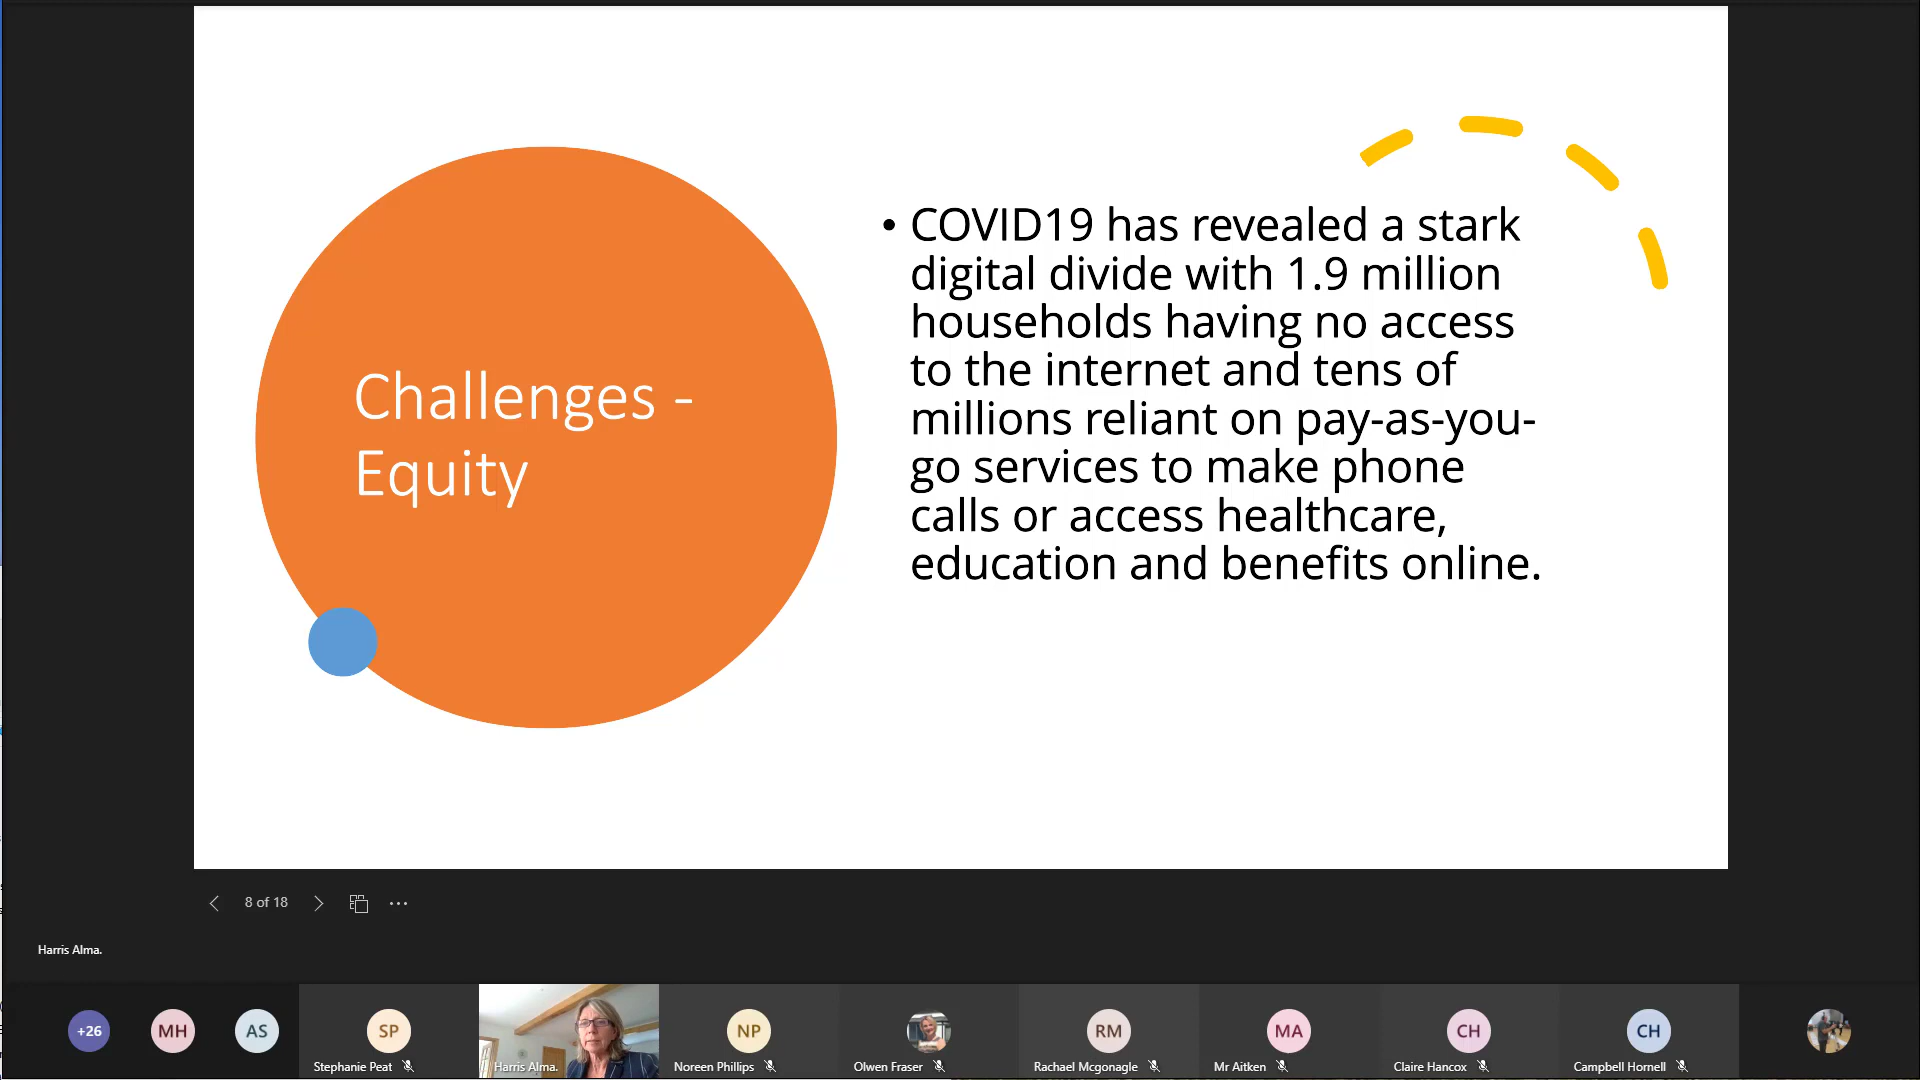 Challenges -
Equity
• COVID19 has revealed a stark
digital divide with 1.9 million
households having no access
to the internet and tens of
millions reliant on pay-as-you-
go services to make phone
calls or access healthcare,
education and benefits online.
8 of 18
Harris Alma.
+26
MH
AS
SP
Stephanie Peat
Harris Alma.
NP
Noreen Phillips
Olwen Fraser
RM
Rachael Mcgonagle
MA
Mr Aitken
CH
Claire Hancox
CH
Campbell Hornell